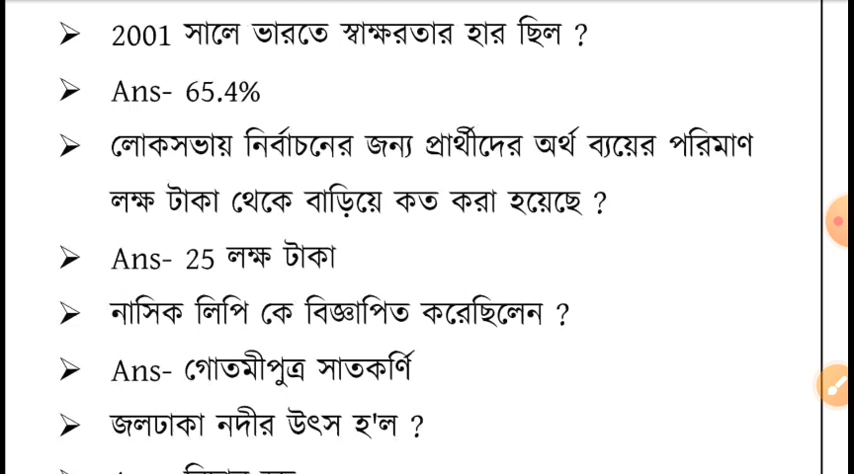 ➤ 2001 সালে ভারতে স্বাক্ষরতার হার ছিল ?
➤ Ans- 65.4%
➤ লোকসভায় নির্বাচনের জন্য প্রার্থীদের অর্থ ব্যয়ের পরিমাণ
লক্ষ টাকা থেকে বাড়িয়ে কত করা হয়েছে ?
➤ Ans- 25 লক্ষ টাকা
➤ নাসিক লিপি কে বিজ্ঞাপিত করেছিলেন ?
➤ Ans- গোতমীপুত্র সাতকর্ণি
➤ জলঢাকা নদীর উৎস হ'ল ?